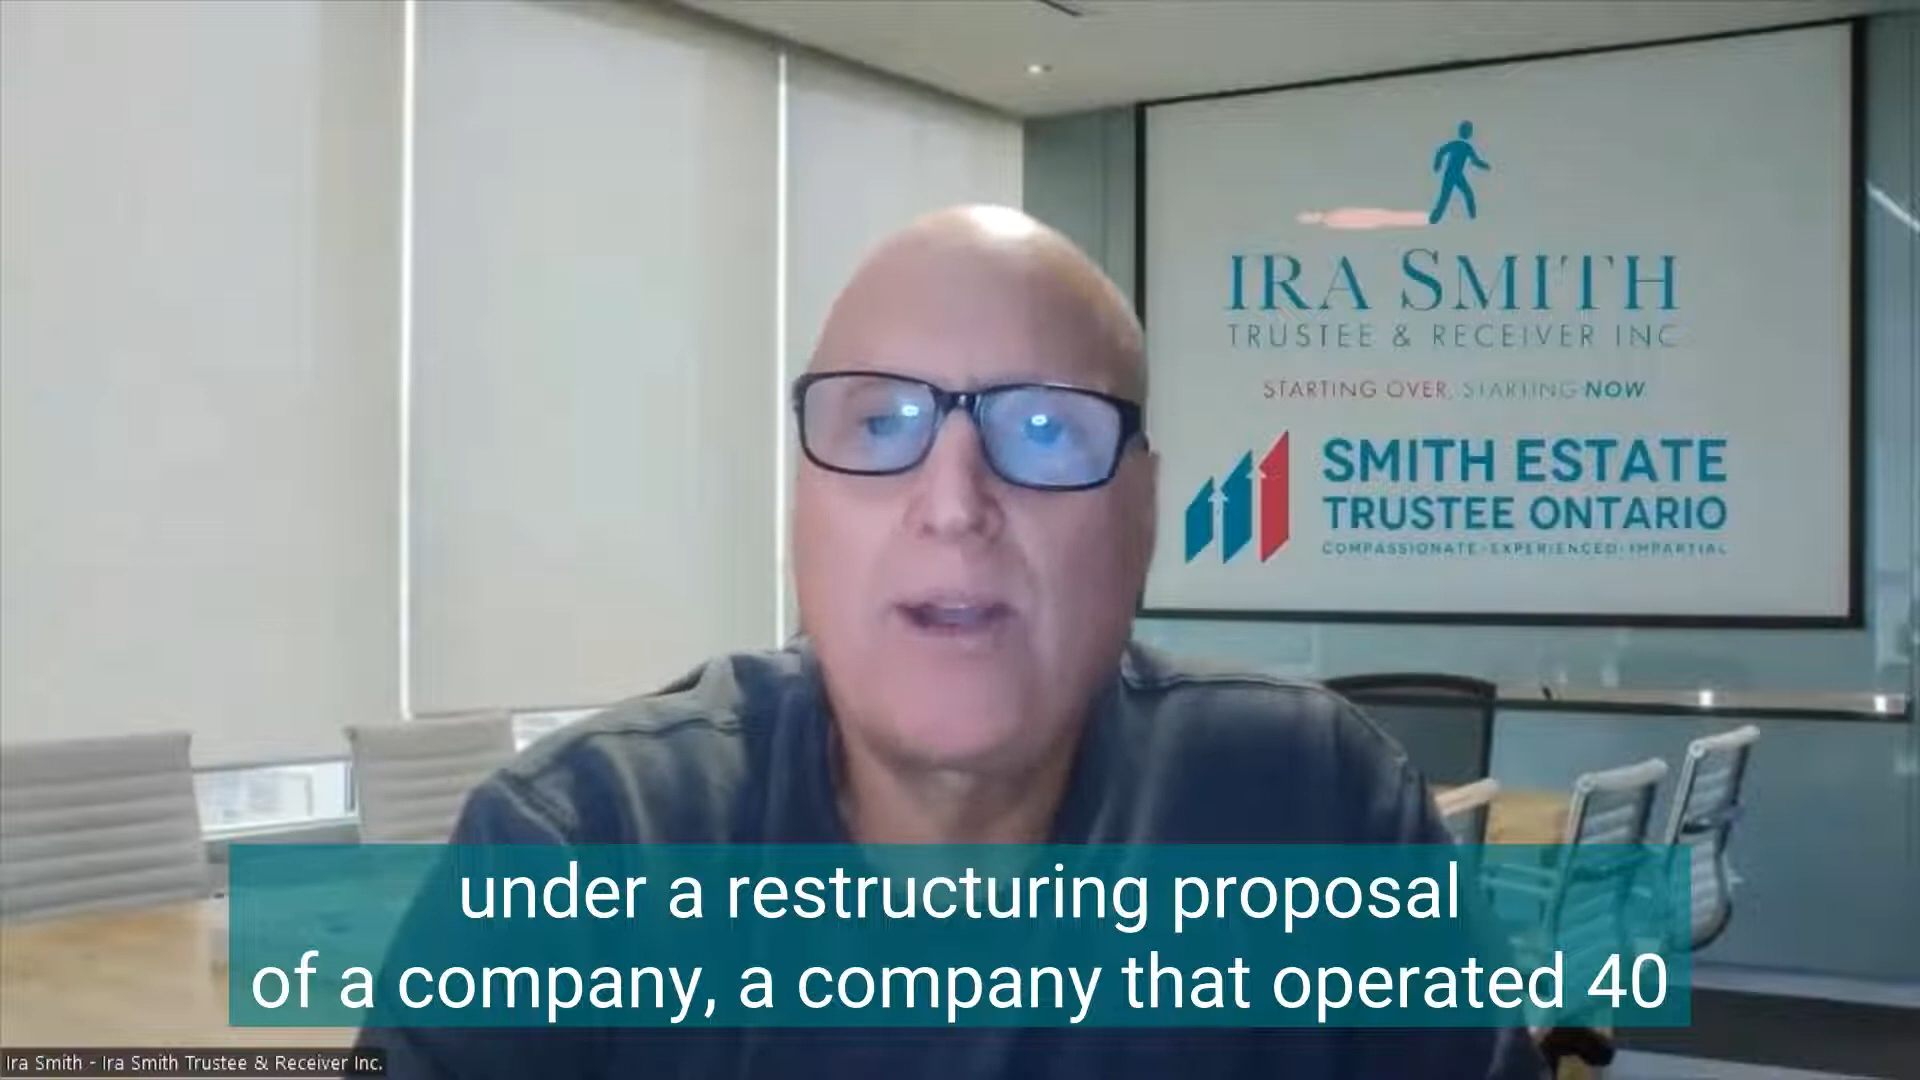 IRA SMITH
TRUSTEE & RECEIVER INC
STARTING OVER, STARTING NOW
SMITH ESTATE
TRUSTEE ONTARIO
COMPASSIONATE·EXPERIENCED·IMPARTIAL
under a restructuring proposal
of a company, a company that operated 40
Ira Smith - Ira Smith Trustee & Receiver Inc.